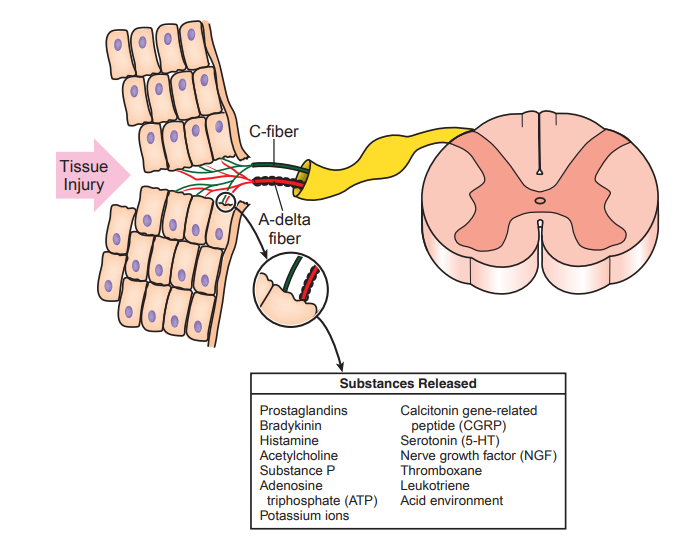 C-fiber
Tissue
Injury
A-delta
fiber
Substances Released
Prostaglandins
Bradykinin
Histamine
Acetylcholine
Substance P
Adenosine
triphosphate (ATP)
Potassium ions
Calcitonin gene-related
peptide (CGRP)
Serotonin (5-HT)
Nerve growth factor (NGF)
Thromboxane
Leukotriene
Acid environment